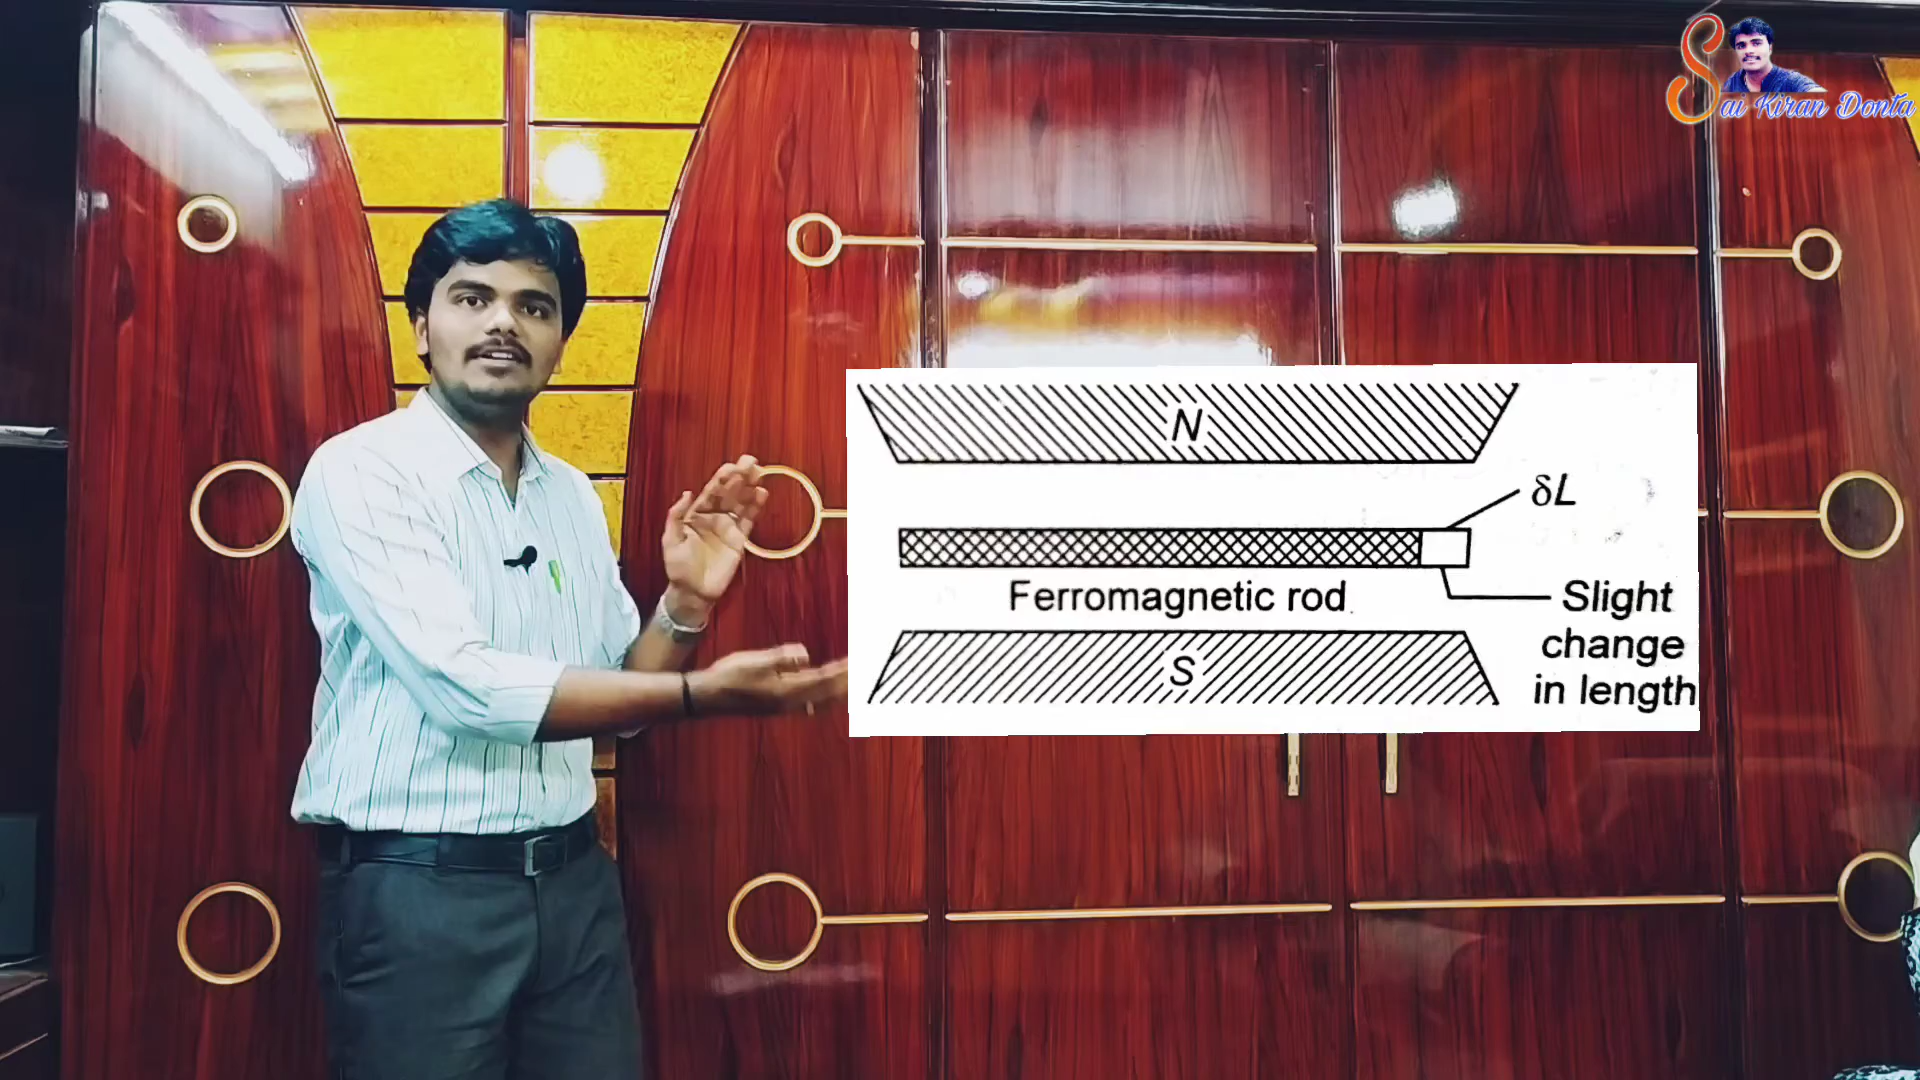 Sai Kiran Donta
N
δL
Ferromagnetic rod
Slight
change
in length
S